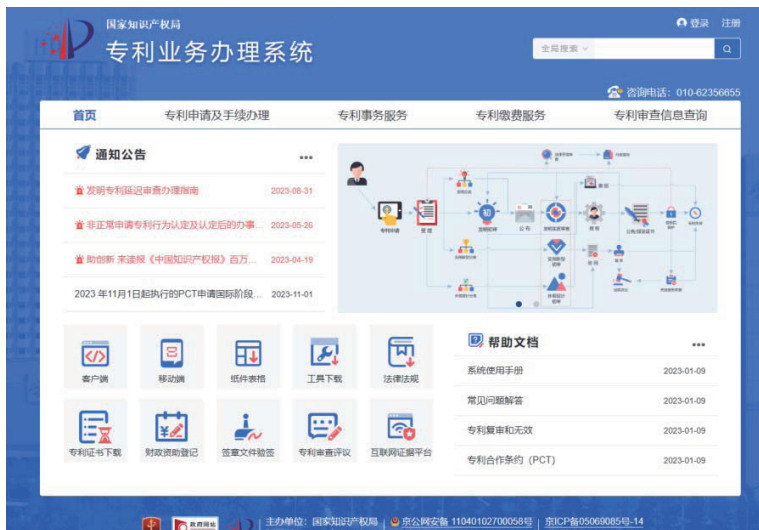 国家知识产权局
专利业务办理系统
登录 注册
全局搜索
咨询电话：010-62356655
首页 专利申请及手续办理 专利事务服务 专利缴费服务 专利审查信息查询
通知公告
发明专利延迟审查办理指南 2023-08-31
非正常申请专利行为认定及认定后的办事... 2023-05-26
助创新 来读报《中国知识产权报》百万... 2023-04-19
2023 年11月1日起执行的PCT申请国际阶段... 2023-11-01
专利申请
受理
初
公布
客户端 移动端 纸件表格 工具下载 法律法规
专利证书下载 财政资助登记 签章文件验签 专利审查评议 互联网证据平台
帮助文档
系统使用手册 2023-01-09
常见问题解答 2023-01-09
专利复审和无效 2023-01-09
专利合作条约（PCT） 2023-01-09
政府网站
主办单位：国家知识产权局 | 京公网安备 11040102700058号 | 京ICP备05069085号-14